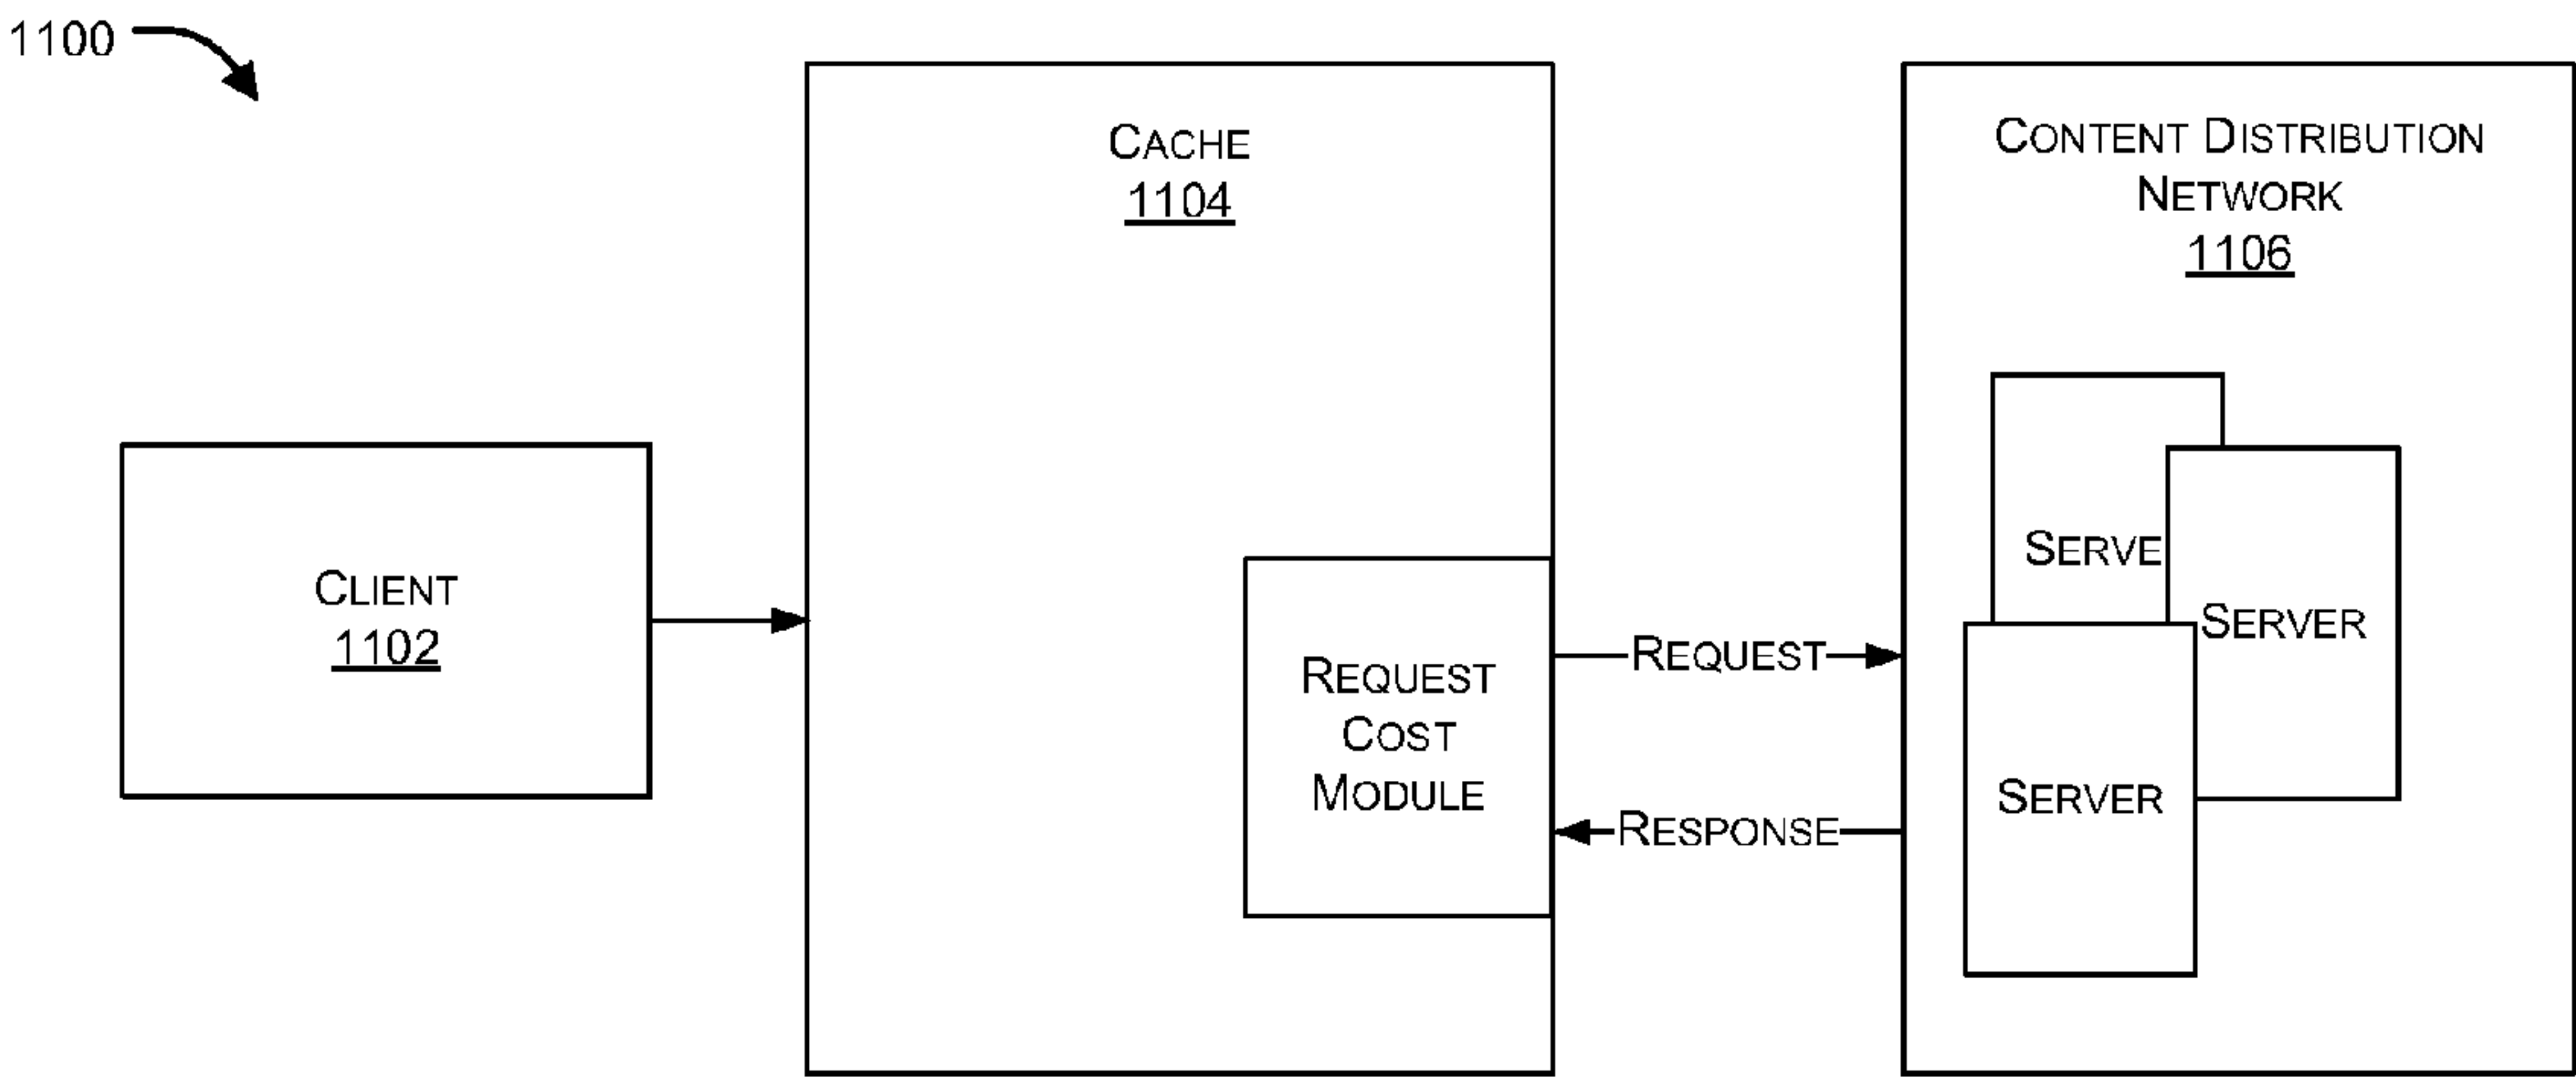 1100
CACHE
1104
CONTENT DISTRIBUTION
NETWORK
1106
CLIENT
1102
REQUEST
COST
MODULE
REQUEST
RESPONSE
SERVE
SERVER
SERVER